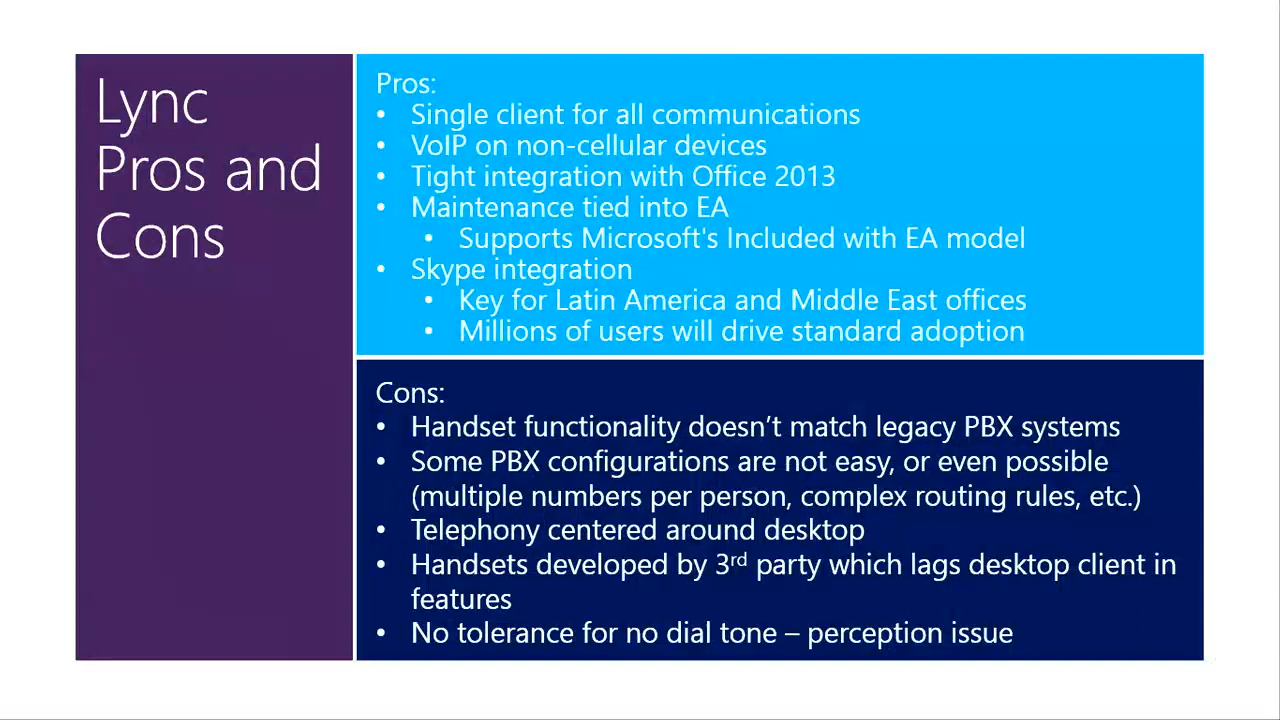 Lync
Pros and
Cons
Pros:
• Single client for all communications
• VoIP on non-cellular devices
• Tight integration with Office 2013
• Maintenance tied into EA
• Supports Microsoft's Included with EA model
• Skype integration
• Key for Latin America and Middle East offices
• Millions of users will drive standard adoption
Cons:
• Handset functionality doesn’t match legacy PBX systems
• Some PBX configurations are not easy, or even possible
(multiple numbers per person, complex routing rules, etc.)
• Telephony centered around desktop
• Handsets developed by 3rd party which lags desktop client in
features
• No tolerance for no dial tone – perception issue